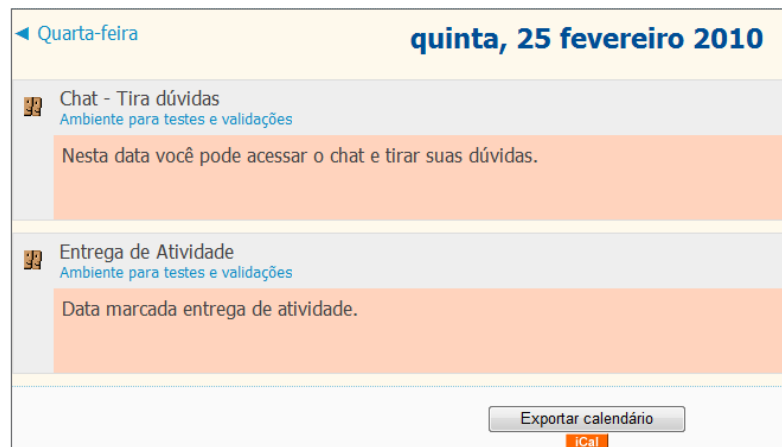 ◄ Quarta-feira
quinta, 25 fevereiro 2010
Chat - Tira dúvidas
Ambiente para testes e validações
Nesta data você pode acessar o chat e tirar suas dúvidas.
Entrega de Atividade
Ambiente para testes e validações
Data marcada entrega de atividade.
Exportar calendário
iCal